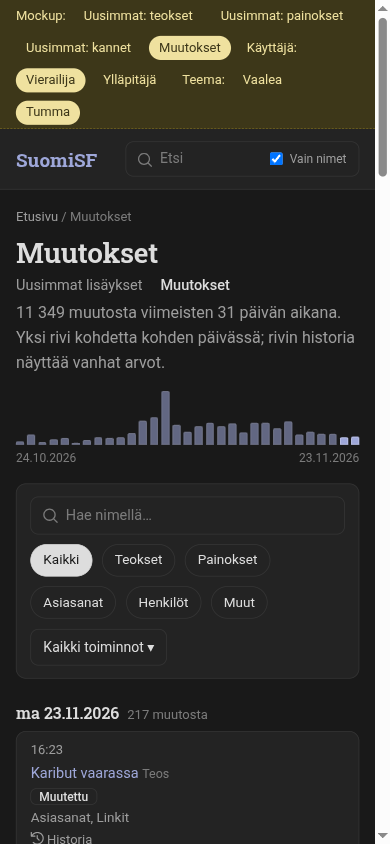 Mockup: Uusimmat: teokset Uusimmat: painokset
Uusimmat: kannet Muutokset Käyttäjä:
Vierailija Ylläpitäjä Teema: Vaalea
Tumma
SuomiSF Etsi Vain nimet
Etusivu / Muutokset
Muutokset
Uusimmat lisäykset Muutokset
11 349 muutosta viimeisten 31 päivän aikana.
Yksi rivi kohdetta kohden päivässä; rivin historia
näyttää vanhat arvot.
24.10.2026 23.11.2026
Hae nimellä…
Kaikki Teokset Painokset
Asiasanat Henkilöt Muut
Kaikki toiminnot ▾
ma 23.11.2026 217 muutosta
16:23
Karibut vaarassa Teos
Muutettu
Asiasanat, Linkit
Historia